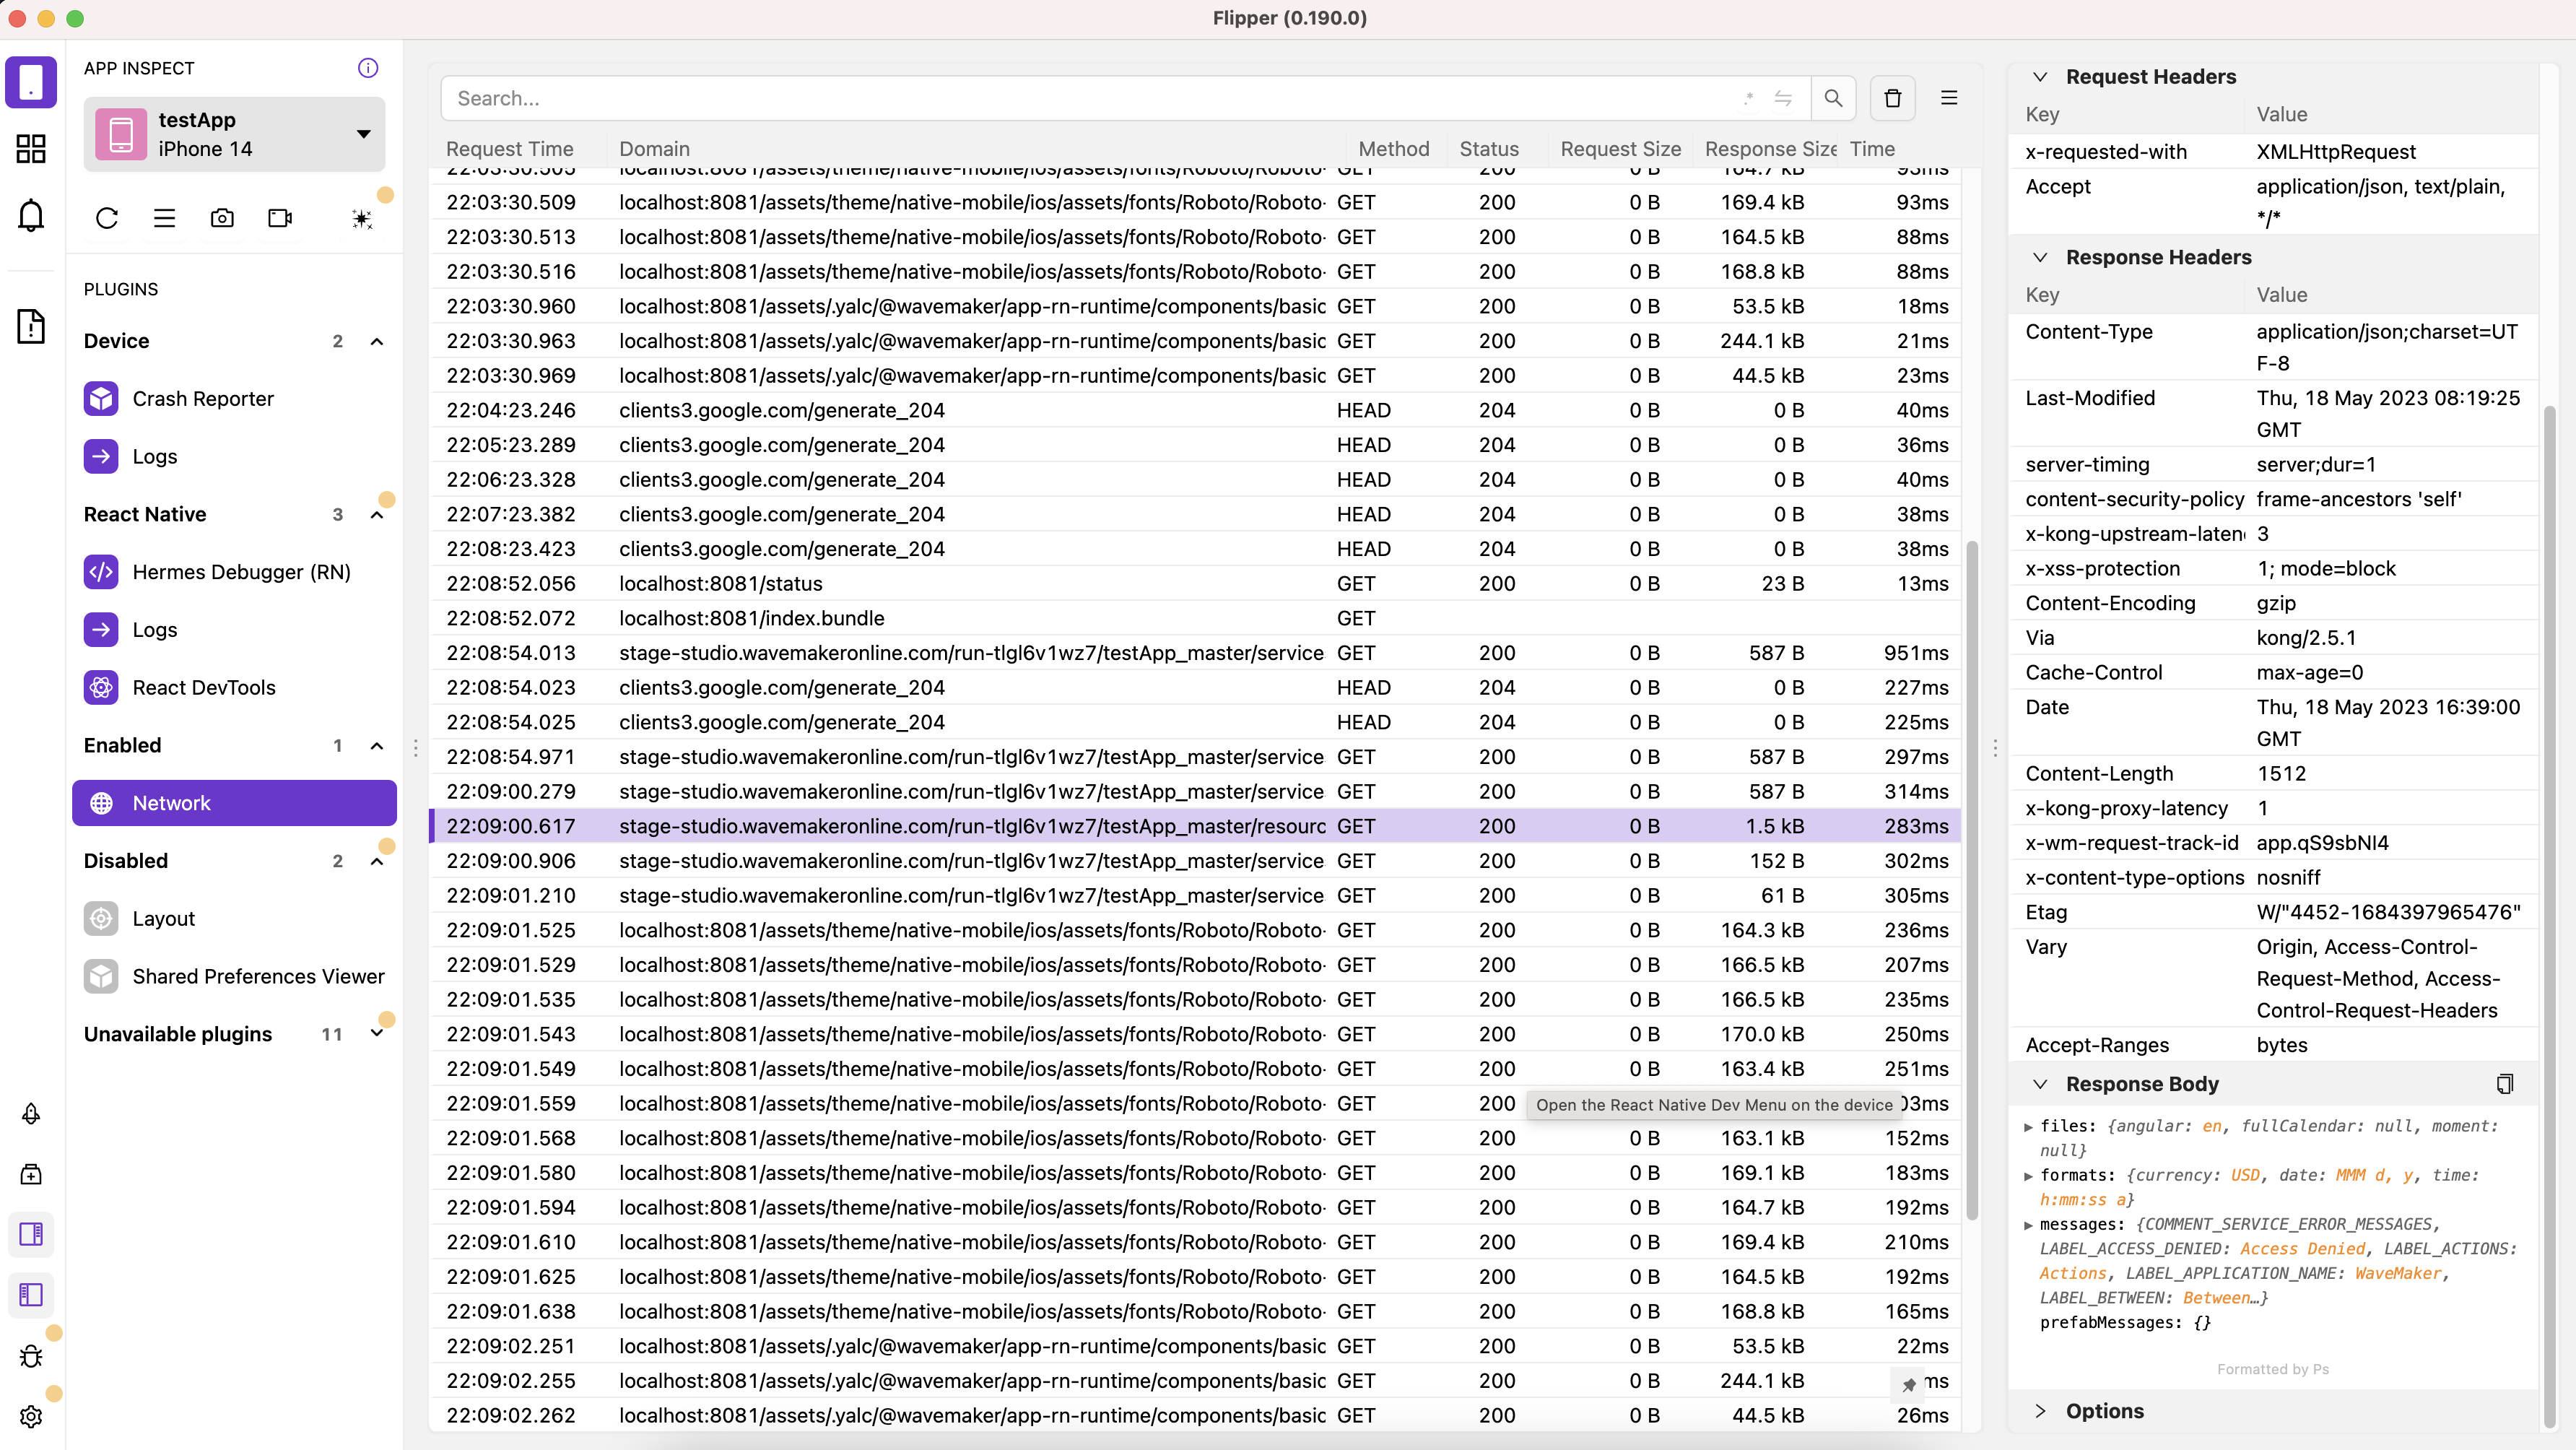 Flipper (0.190.0)
APP INSPECT
testApp
iPhone 14
PLUGINS
Device 2
Crash Reporter
Logs
React Native 3
Hermes Debugger (RN)
Logs
React DevTools
Enabled 1
Network
Disabled 2
Layout
Shared Preferences Viewer
Unavailable plugins 11
Search...
Request Time Domain Method Status Request Size Response Size Time
22:03:30.505 localhost:8081/assets/theme/native-mobile/ios/assets/fonts/Roboto/Roboto- GET 200 0 B 164.7 kB 93ms
22:03:30.509 localhost:8081/assets/theme/native-mobile/ios/assets/fonts/Roboto/Roboto- GET 200 0 B 169.4 kB 93ms
22:03:30.513 localhost:8081/assets/theme/native-mobile/ios/assets/fonts/Roboto/Roboto- GET 200 0 B 164.5 kB 88ms
22:03:30.516 localhost:8081/assets/theme/native-mobile/ios/assets/fonts/Roboto/Roboto- GET 200 0 B 168.8 kB 88ms
22:03:30.960 localhost:8081/assets/.yalc/@wavemaker/app-rn-runtime/components/basic GET 200 0 B 53.5 kB 18ms
22:03:30.963 localhost:8081/assets/.yalc/@wavemaker/app-rn-runtime/components/basic GET 200 0 B 244.1 kB 21ms
22:03:30.969 localhost:8081/assets/.yalc/@wavemaker/app-rn-runtime/components/basic GET 200 0 B 44.5 kB 23ms
22:04:23.246 clients3.google.com/generate_204 HEAD 204 0 B 40ms
22:05:23.289 clients3.google.com/generate_204 HEAD 204 0 B 36ms
22:06:23.328 clients3.google.com/generate_204 HEAD 204 0 B 40ms
22:07:23.382 clients3.google.com/generate_204 HEAD 204 0 B 38ms
22:08:23.423 clients3.google.com/generate_204 HEAD 204 0 B 0 B 38ms
22:08:52.056 localhost:8081/status GET 200 0 B 23 B 13ms
22:08:52.072 localhost:8081/index.bundle GET
22:08:54.013 stage-studio.wavemakeronline.com/run-tlgl6v1wz7/testApp_master/service GET 200 0 B 587 B 951ms
22:08:54.023 clients3.google.com/generate_204 HEAD 204 0 B 0 B 227ms
22:08:54.025 clients3.google.com/generate_204 HEAD 204 0 B 0 B 225ms
22:08:54.971 stage-studio.wavemakeronline.com/run-tlgl6v1wz7/testApp_master/service GET 200 0 B 587 B 297ms
22:09:00.279 stage-studio.wavemakeronline.com/run-tlgl6v1wz7/testApp_master/service GET 200 0 B 587 B 314ms
22:09:00.617 stage-studio.wavemakeronline.com/run-tlgl6v1wz7/testApp_master/resourc GET 200 0 B 1.5 kB 283ms
22:09:00.906 stage-studio.wavemakeronline.com/run-tlgl6v1wz7/testApp_master/service GET 200 0 B 152 B 302ms
22:09:01.210 stage-studio.wavemakeronline.com/run-tlgl6v1wz7/testApp_master/service GET 200 0 B 61 B 305ms
22:09:01.525 localhost:8081/assets/theme/native-mobile/ios/assets/fonts/Roboto/Roboto- GET 200 0 B 164.3 kB 236ms
22:09:01.529 localhost:8081/assets/theme/native-mobile/ios/assets/fonts/Roboto/Roboto- GET 200 0 B 166.5 kB 207ms
22:09:01.535 localhost:8081/assets/theme/native-mobile/ios/assets/fonts/Roboto/Roboto- GET 200 0 B 166.5 kB 235ms
22:09:01.543 localhost:8081/assets/theme/native-mobile/ios/assets/fonts/Roboto/Roboto- GET 200 0 B 170.0 kB 250ms
22:09:01.549 localhost:8081/assets/theme/native-mobile/ios/assets/fonts/Roboto/Roboto- GET 200 0 B 163.4 kB 251ms
22:09:01.559 localhost:8081/assets/theme/native-mobile/ios/assets/fonts/Roboto/Roboto- GET 200 Open the React Native Dev Menu on the device 03ms
22:09:01.568 localhost:8081/assets/theme/native-mobile/ios/assets/fonts/Roboto/Roboto- GET 200 0 B 163.1 kB 152ms
22:09:01.580 localhost:8081/assets/theme/native-mobile/ios/assets/fonts/Roboto/Roboto- GET 200 0 B 169.1 kB 183ms
22:09:01.594 localhost:8081/assets/theme/native-mobile/ios/assets/fonts/Roboto/Roboto- GET 200 0 B 164.7 kB 192ms
22:09:01.610 localhost:8081/assets/theme/native-mobile/ios/assets/fonts/Roboto/Roboto- GET 200 0 B 169.4 kB 210ms
22:09:01.625 localhost:8081/assets/theme/native-mobile/ios/assets/fonts/Roboto/Roboto- GET 200 0 B 164.5 kB 192ms
22:09:01.638 localhost:8081/assets/theme/native-mobile/ios/assets/fonts/Roboto/Roboto- GET 200 0 B 168.8 kB 165ms
22:09:02.251 localhost:8081/assets/.yalc/@wavemaker/app-rn-runtime/components/basic GET 200 0 B 53.5 kB 22ms
22:09:02.255 localhost:8081/assets/.yalc/@wavemaker/app-rn-runtime/components/basic GET 200 0 B 244.1 kB ms
22:09:02.262 localhost:8081/assets/.yalc/@wavemaker/app-rn-runtime/components/basic GET 200 0 B 44.5 kB 26ms
Request Headers
Key Value
x-requested-with XMLHttpRequest
Accept application/json, text/plain,
*/*
Response Headers
Key Value
Content-Type application/json;charset=UT
F-8
Last-Modified Thu, 18 May 2023 08:19:25
GMT
server-timing server;dur=1
content-security-policy frame-ancestors 'self'
x-kong-upstream-laten 3
x-xss-protection 1; mode=block
Content-Encoding gzip
Via kong/2.5.1
Cache-Control max-age=0
Date Thu, 18 May 2023 16:39:00
GMT
Content-Length 1512
x-kong-proxy-latency 1
x-wm-request-track-id app.qS9sbNl4
x-content-type-options nosniff
Etag W/"4452-1684397965476"
Vary Origin, Access-Control-
Request-Method, Access-
Control-Request-Headers
Accept-Ranges bytes
Response Body
files: {angular: en, fullCalendar: null, moment:
null}
formats: {currency: USD, date: MMM d, y, time:
h:mm:ss a}
messages: {COMMENT_SERVICE_ERROR_MESSAGES,
LABEL_ACCESS_DENIED: Access Denied, LABEL_ACTIONS:
Actions, LABEL_APPLICATION_NAME: WaveMaker,
LABEL_BETWEEN: Between…}
prefabMessages: {}
Formatted by Ps
Options